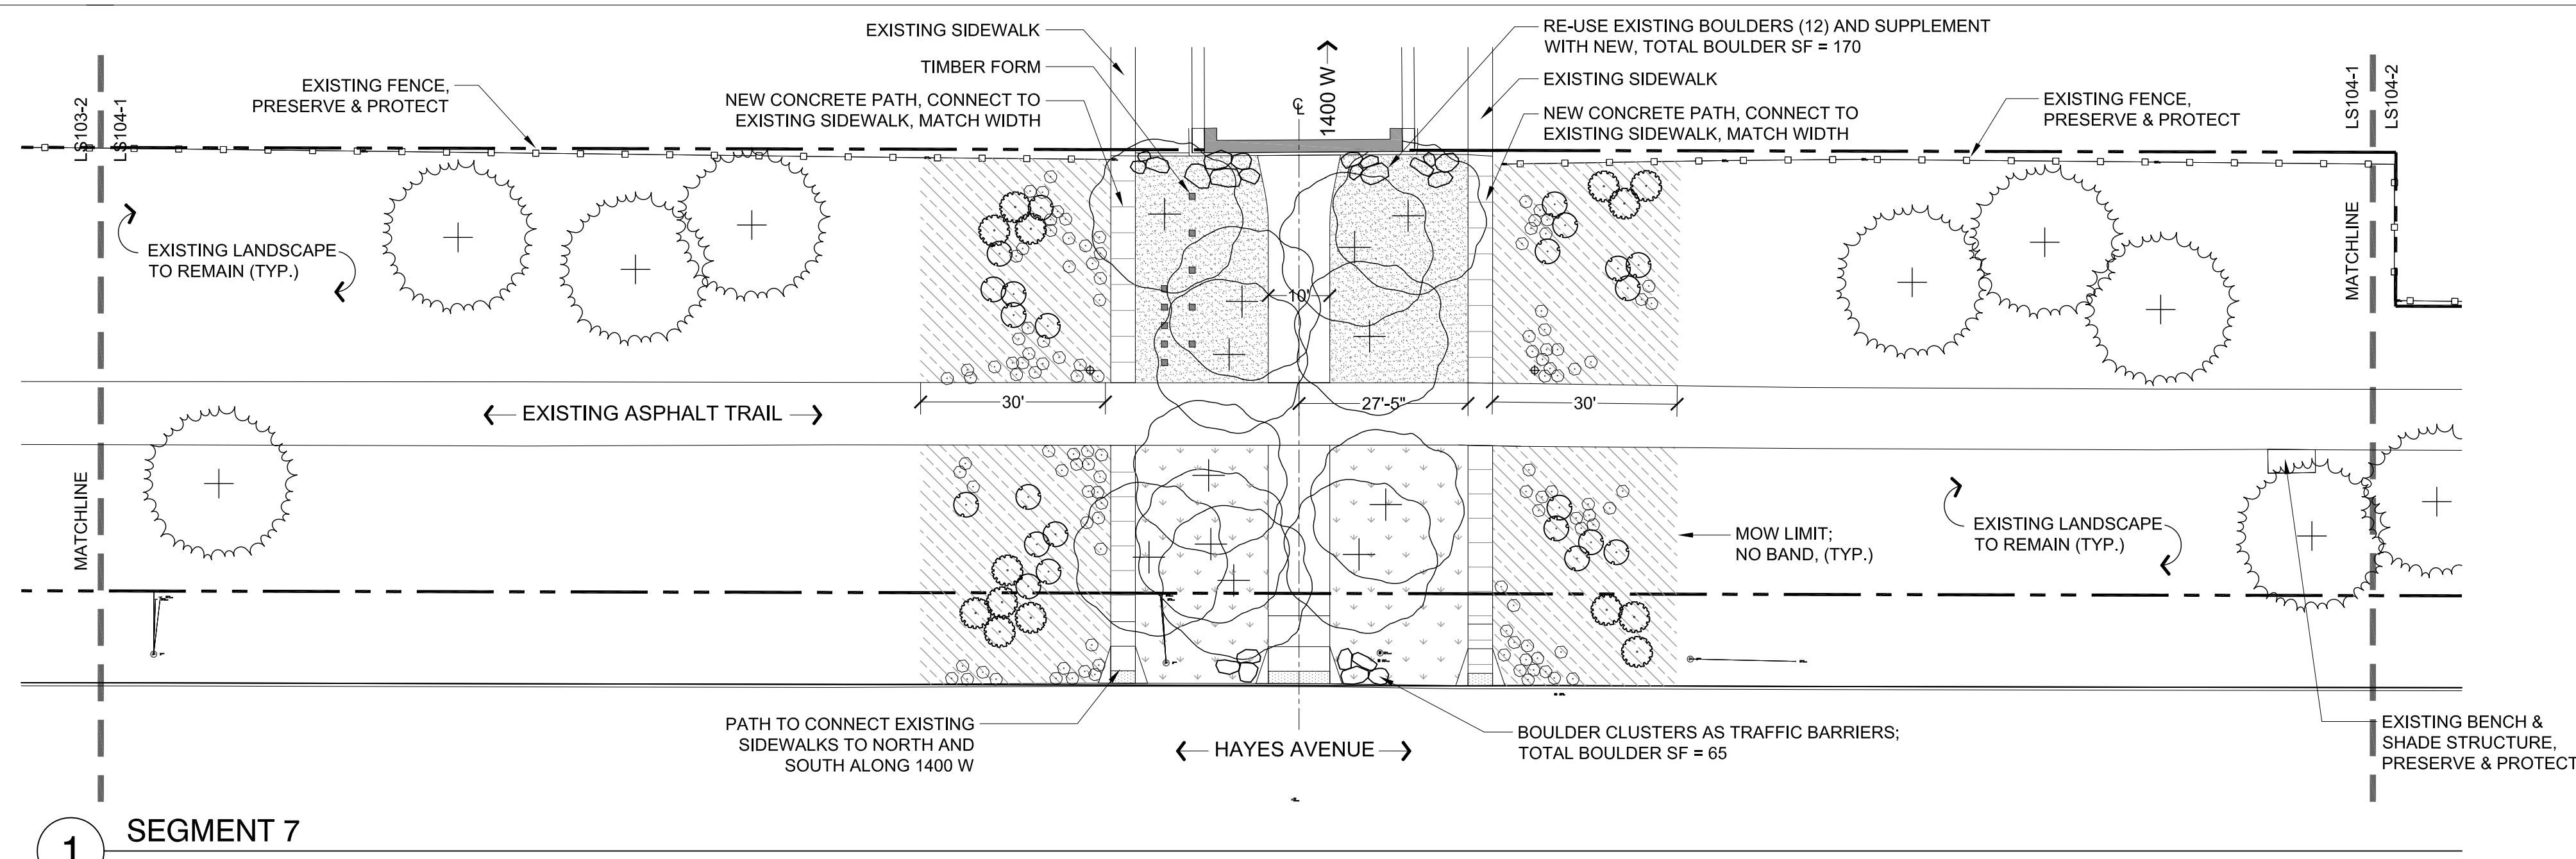 EXISTING SIDEWALK
TIMBER FORM
NEW CONCRETE PATH, CONNECT TO
EXISTING SIDEWALK, MATCH WIDTH
EXISTING FENCE,
PRESERVE & PROTECT
LS103-2
LS104-1
1400 W
RE-USE EXISTING BOULDERS (12) AND SUPPLEMENT
WITH NEW, TOTAL BOULDER SF = 170
EXISTING SIDEWALK
NEW CONCRETE PATH, CONNECT TO
EXISTING SIDEWALK, MATCH WIDTH
EXISTING FENCE,
PRESERVE & PROTECT
LS104-1
LS104-2
EXISTING LANDSCAPE
TO REMAIN (TYP.)
MATCHLINE
10'
EXISTING ASPHALT TRAIL
30'
27'-5"
30'
MATCHLINE
MOW LIMIT;
NO BAND, (TYP.)
EXISTING LANDSCAPE
TO REMAIN (TYP.)
PATH TO CONNECT EXISTING
SIDEWALKS TO NORTH AND
SOUTH ALONG 1400 W
HAYES AVENUE
BOULDER CLUSTERS AS TRAFFIC BARRIERS;
TOTAL BOULDER SF = 65
EXISTING BENCH &
SHADE STRUCTURE,
PRESERVE & PROTECT
1
SEGMENT 7